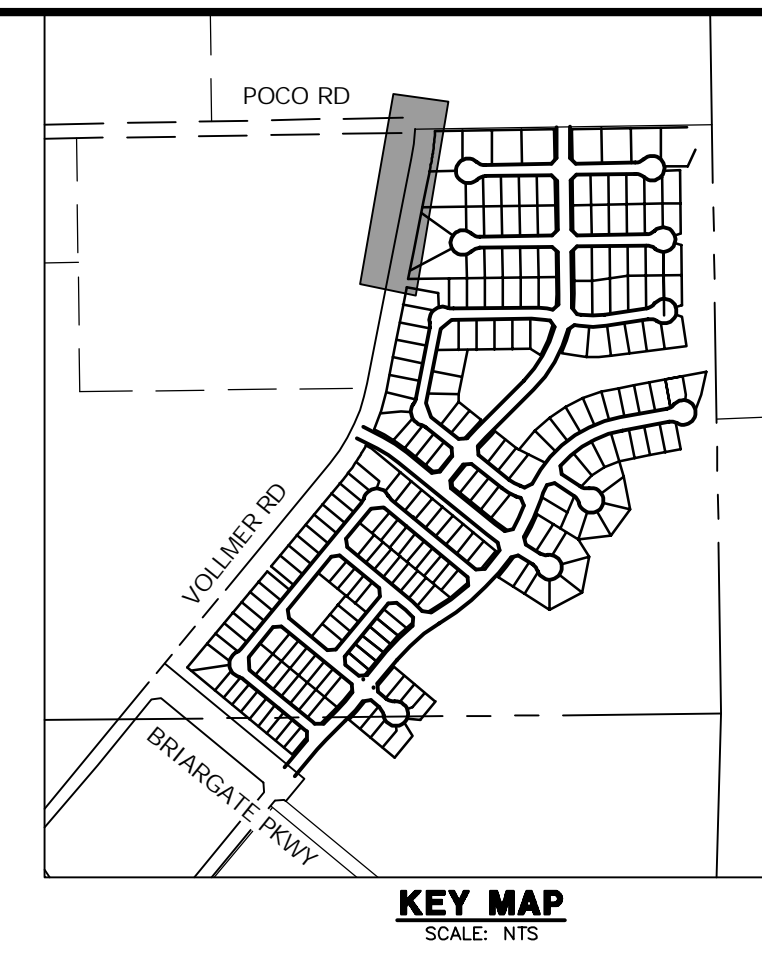 POCO RD
VOLLMER RD
BRIARGATE PKWY
KEY MAP
SCALE: NTS